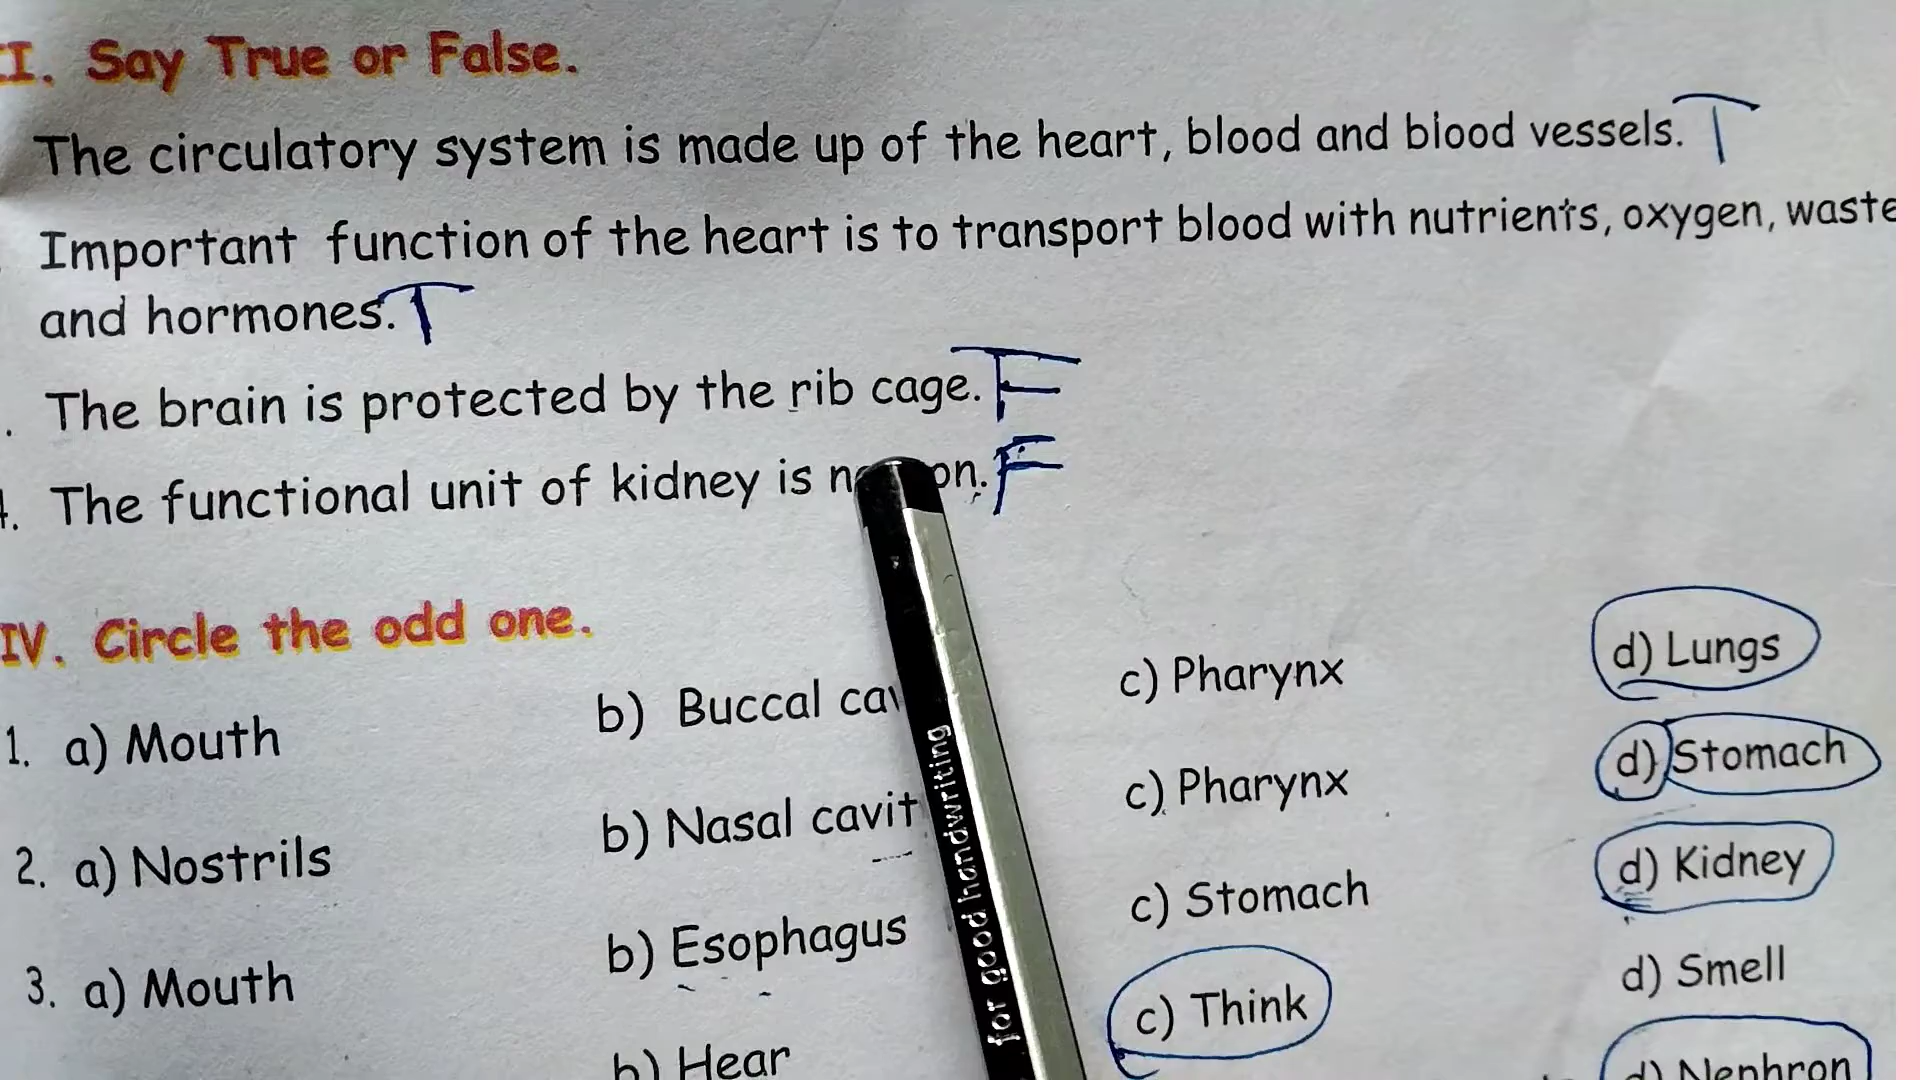 II. Say True or False.
The circulatory system is made up of the heart, blood and blood vessels. T
Important function of the heart is to transport blood with nutrients, oxygen, waste
and hormones. T
The brain is protected by the rib cage. F
4. The functional unit of kidney is F
IV. Circle the odd one.
1. a) Mouth b) Buccal c) Pharynx d) Lungs
2. a) Nostrils b) Nasal cavit c) Pharynx d) Stomach
3. a) Mouth b) Esophagus c) Stomach d) Kidney
b) Hear c) Think d) Smell
d) Nephron
for good handwriting